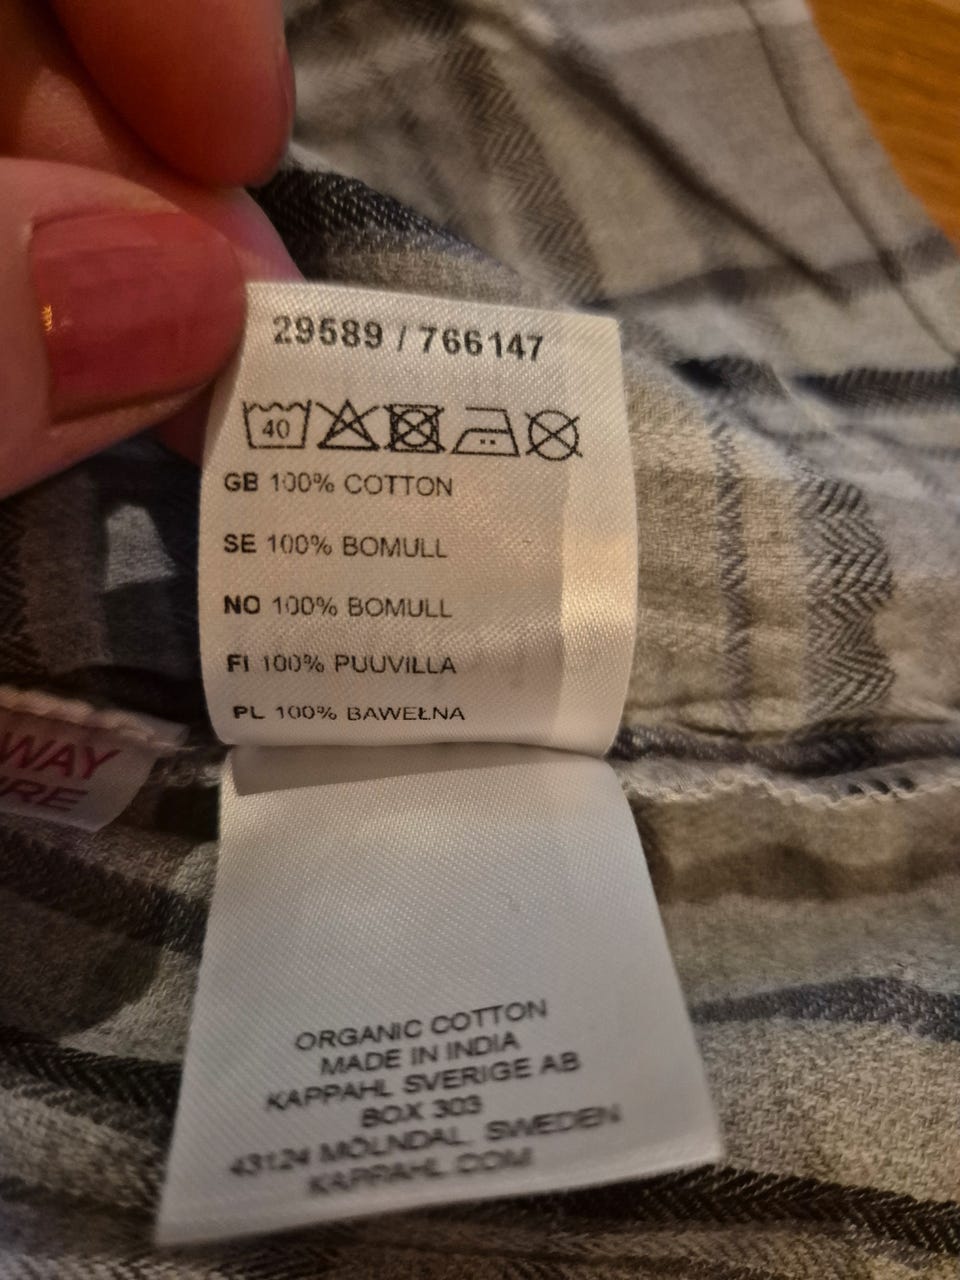 29589 / 766147
40
GB 100% COTTON
SE 100% BOMULL
NO 100% BOMULL
FI 100% PUUVILLA
PL 100% BAWEŁNA
WAY
ORGANIC COTTON
MADE IN INDIA
KAPPAHL SVERIGE AB
BOX 303
43124 MÖLNDAL, SWEDEN
KAPPAHL.COM